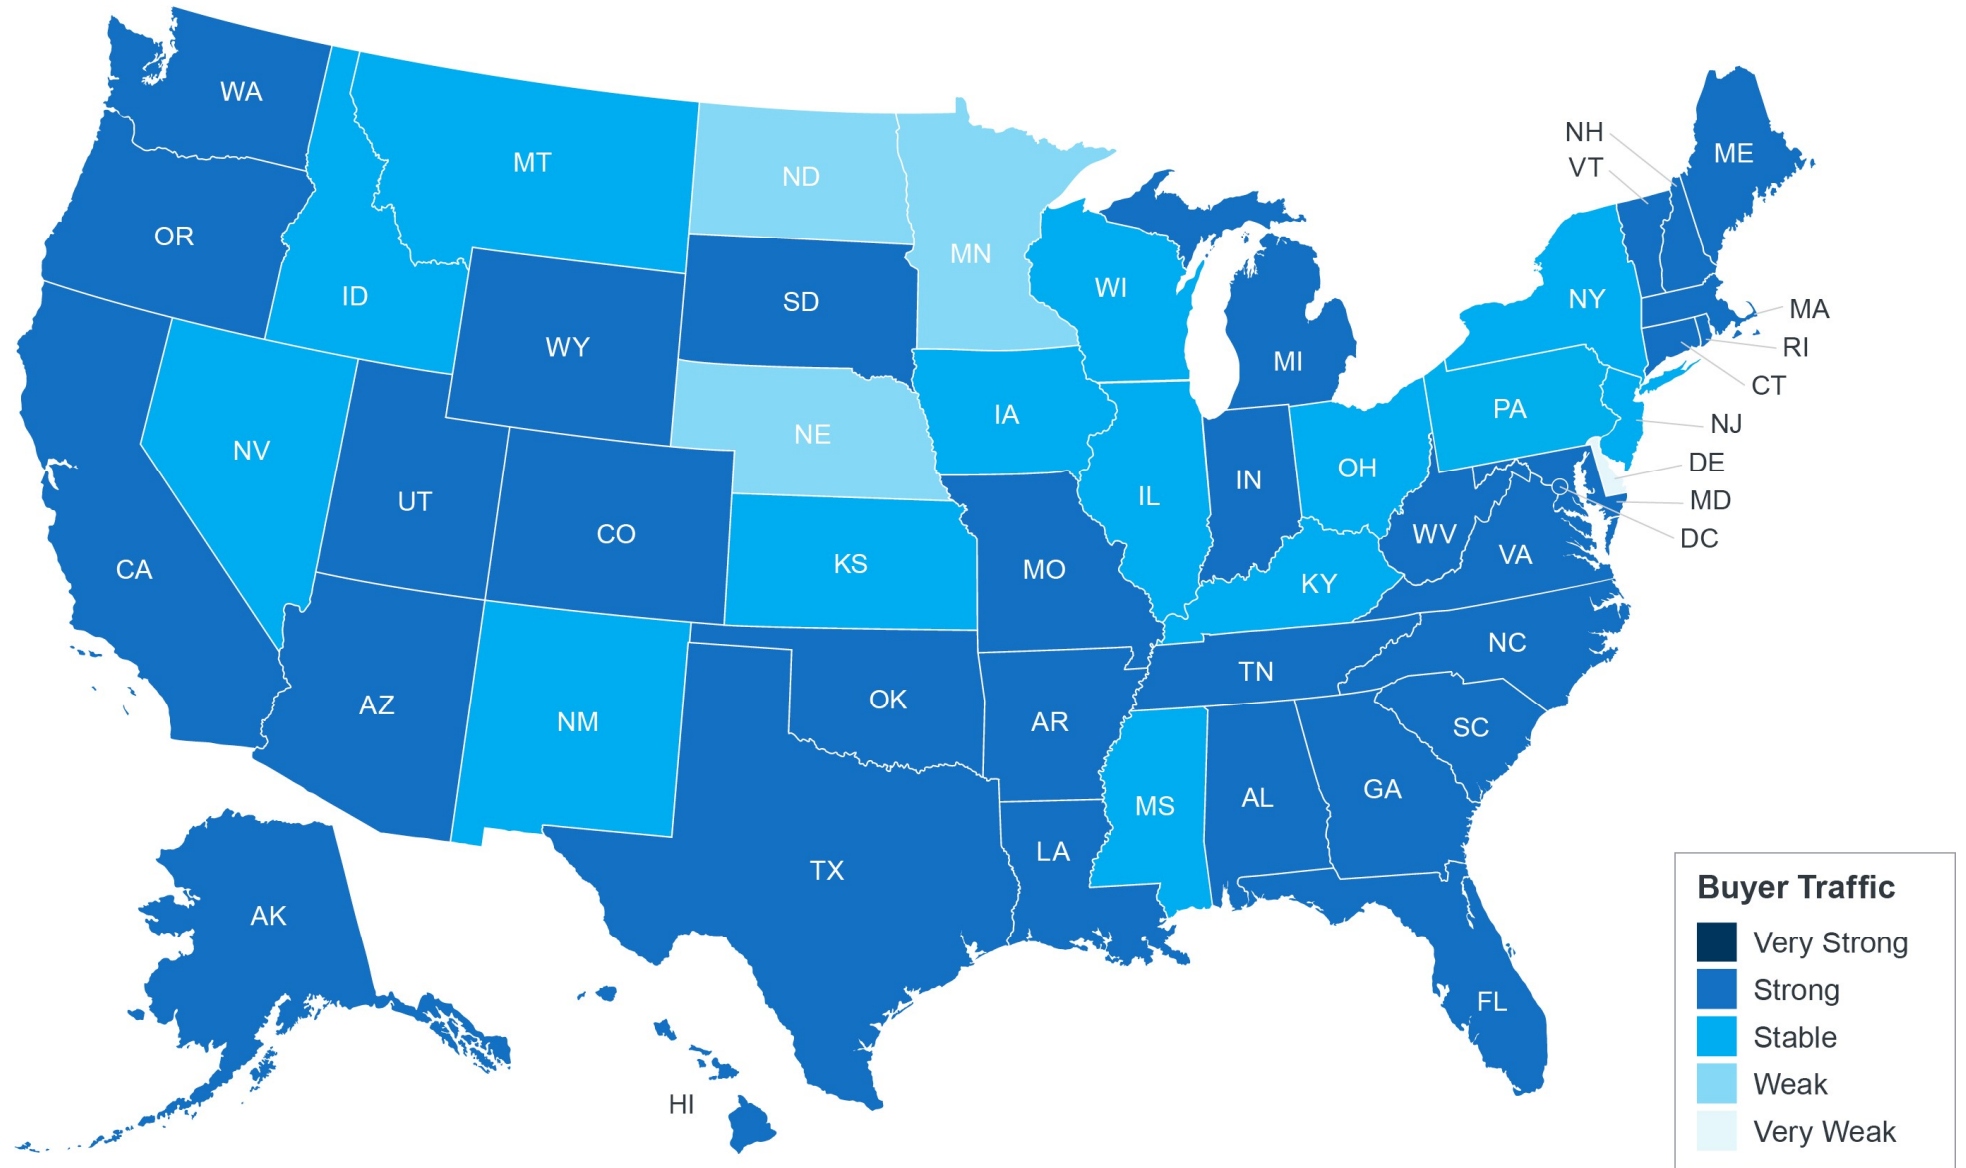 WA
NH
ME
MT
VT
ND
OR
MN
WI
ID
SD
NY
MA
WY
MI
RI
CT
IA
PA
NE
NJ
NV
OH
DE
IN
UT
IL
MD
CO
WV
DC
CA
KS
MO
VA
KY
NC
TN
AZ
OK
NM
AR
SC
GA
AL
MS
LA
TX
AK
FL
HI
Buyer Traffic
Very Strong
Strong
Stable
Weak
Very Weak